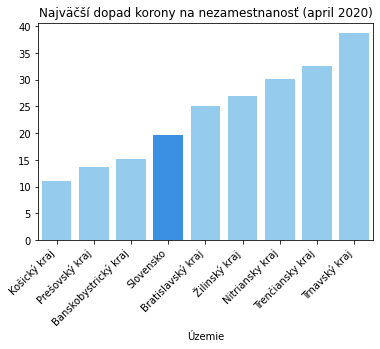 Najväčší dopad korony na nezamestnanosť (april 2020)
40
35
30
25
20
15
10
5
0
Košický kraj
Prešovský kraj
Banskobystrický kraj
Slovensko
Bratislavský kraj
Žilinský kraj
Nitriansky kraj
Trenčiansky kraj
Trnavský kraj
Územie